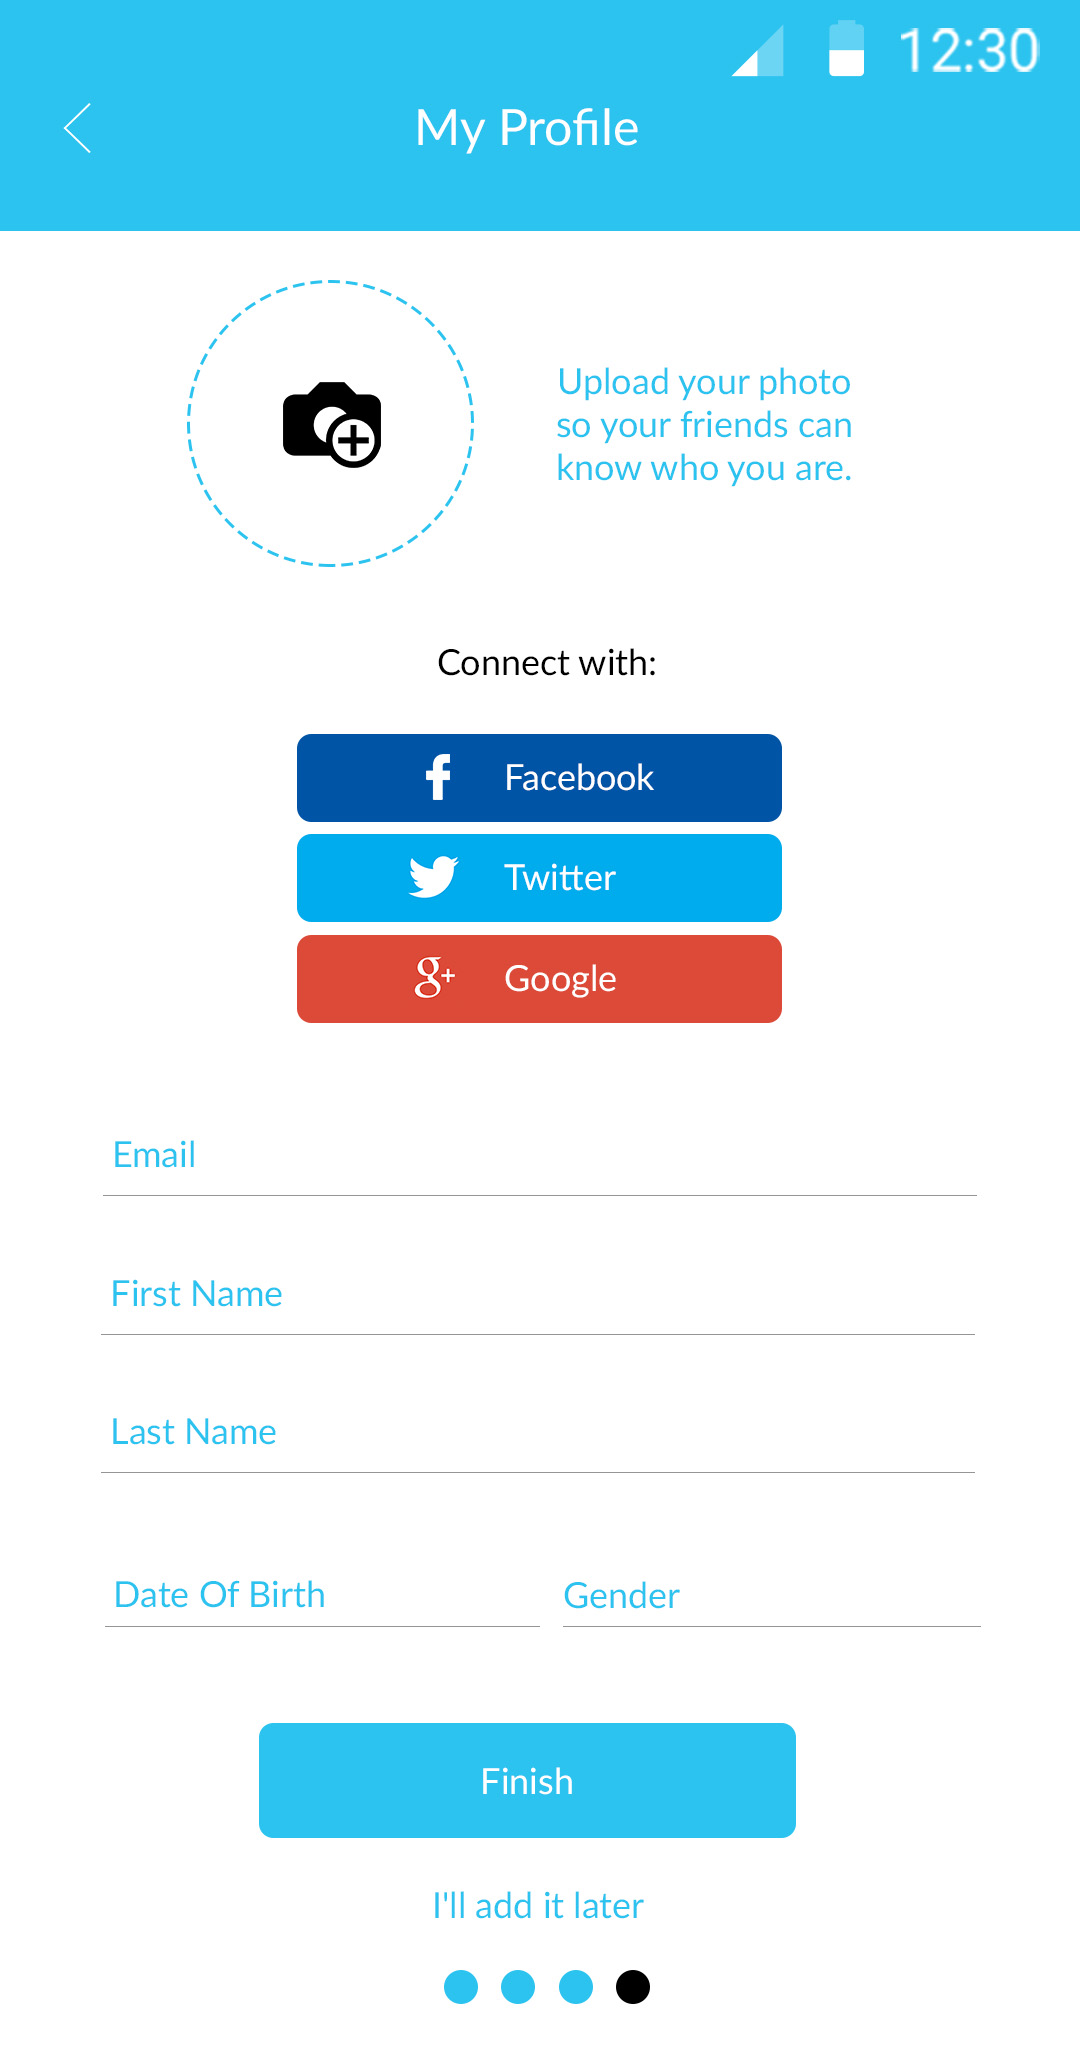 12:30
My Profile
Upload your photo
so your friends can
know who you are.
Connect with:
Facebook
Twitter
g+ Google
Email
First Name
Last Name
Date Of Birth Gender
Finish
I'll add it later